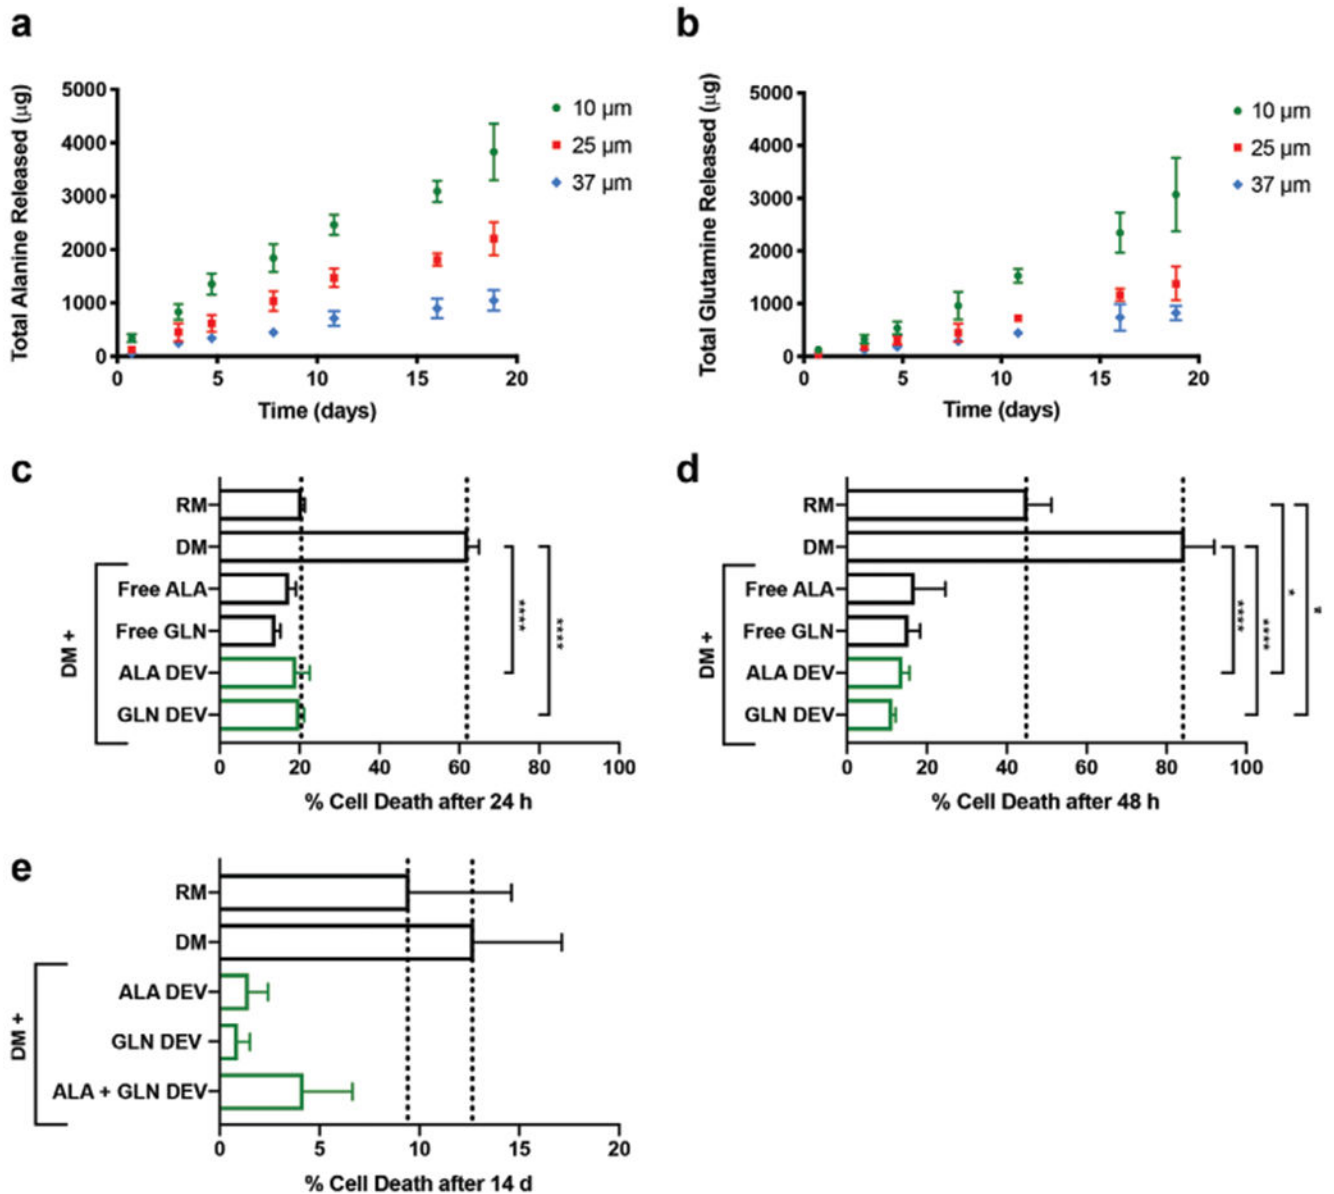 a
Total Alanine Released (µg)
5000
4000
3000
2000
1000
0
0 5 10 15 20
Time (days)
10 µm
25 µm
37 µm
b
Total Glutamine Released (µg)
5000
4000
3000
2000
1000
0
0 5 10 15 20
Time (days)
10 µm
25 µm
37 µm
c
RM
DM
Free ALA
Free GLN
ALA DEV
GLN DEV
DM +
****
****
0 20 40 60 80 100
% Cell Death after 24 h
d
RM
DM
Free ALA
Free GLN
ALA DEV
GLN DEV
DM +
****
****
*
*
0 20 40 60 80 100
% Cell Death after 48 h
e
RM
DM
ALA DEV
GLN DEV
ALA + GLN DEV
DM +
0 5 10 15 20
% Cell Death after 14 d